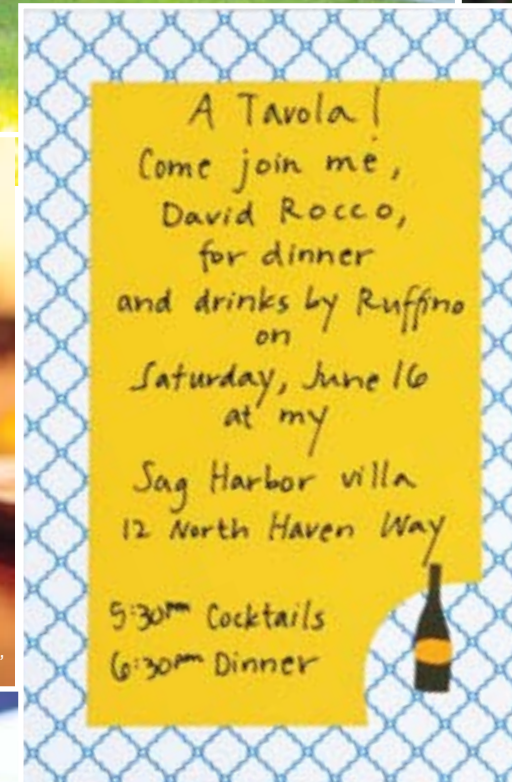 A Tavola!
Come join me,
David Rocco,
for dinner
and drinks by Ruffino
on
Saturday, June 16
at my
Sag Harbor villa
12 North Haven Way
5:30pm Cocktails
6:30pm Dinner